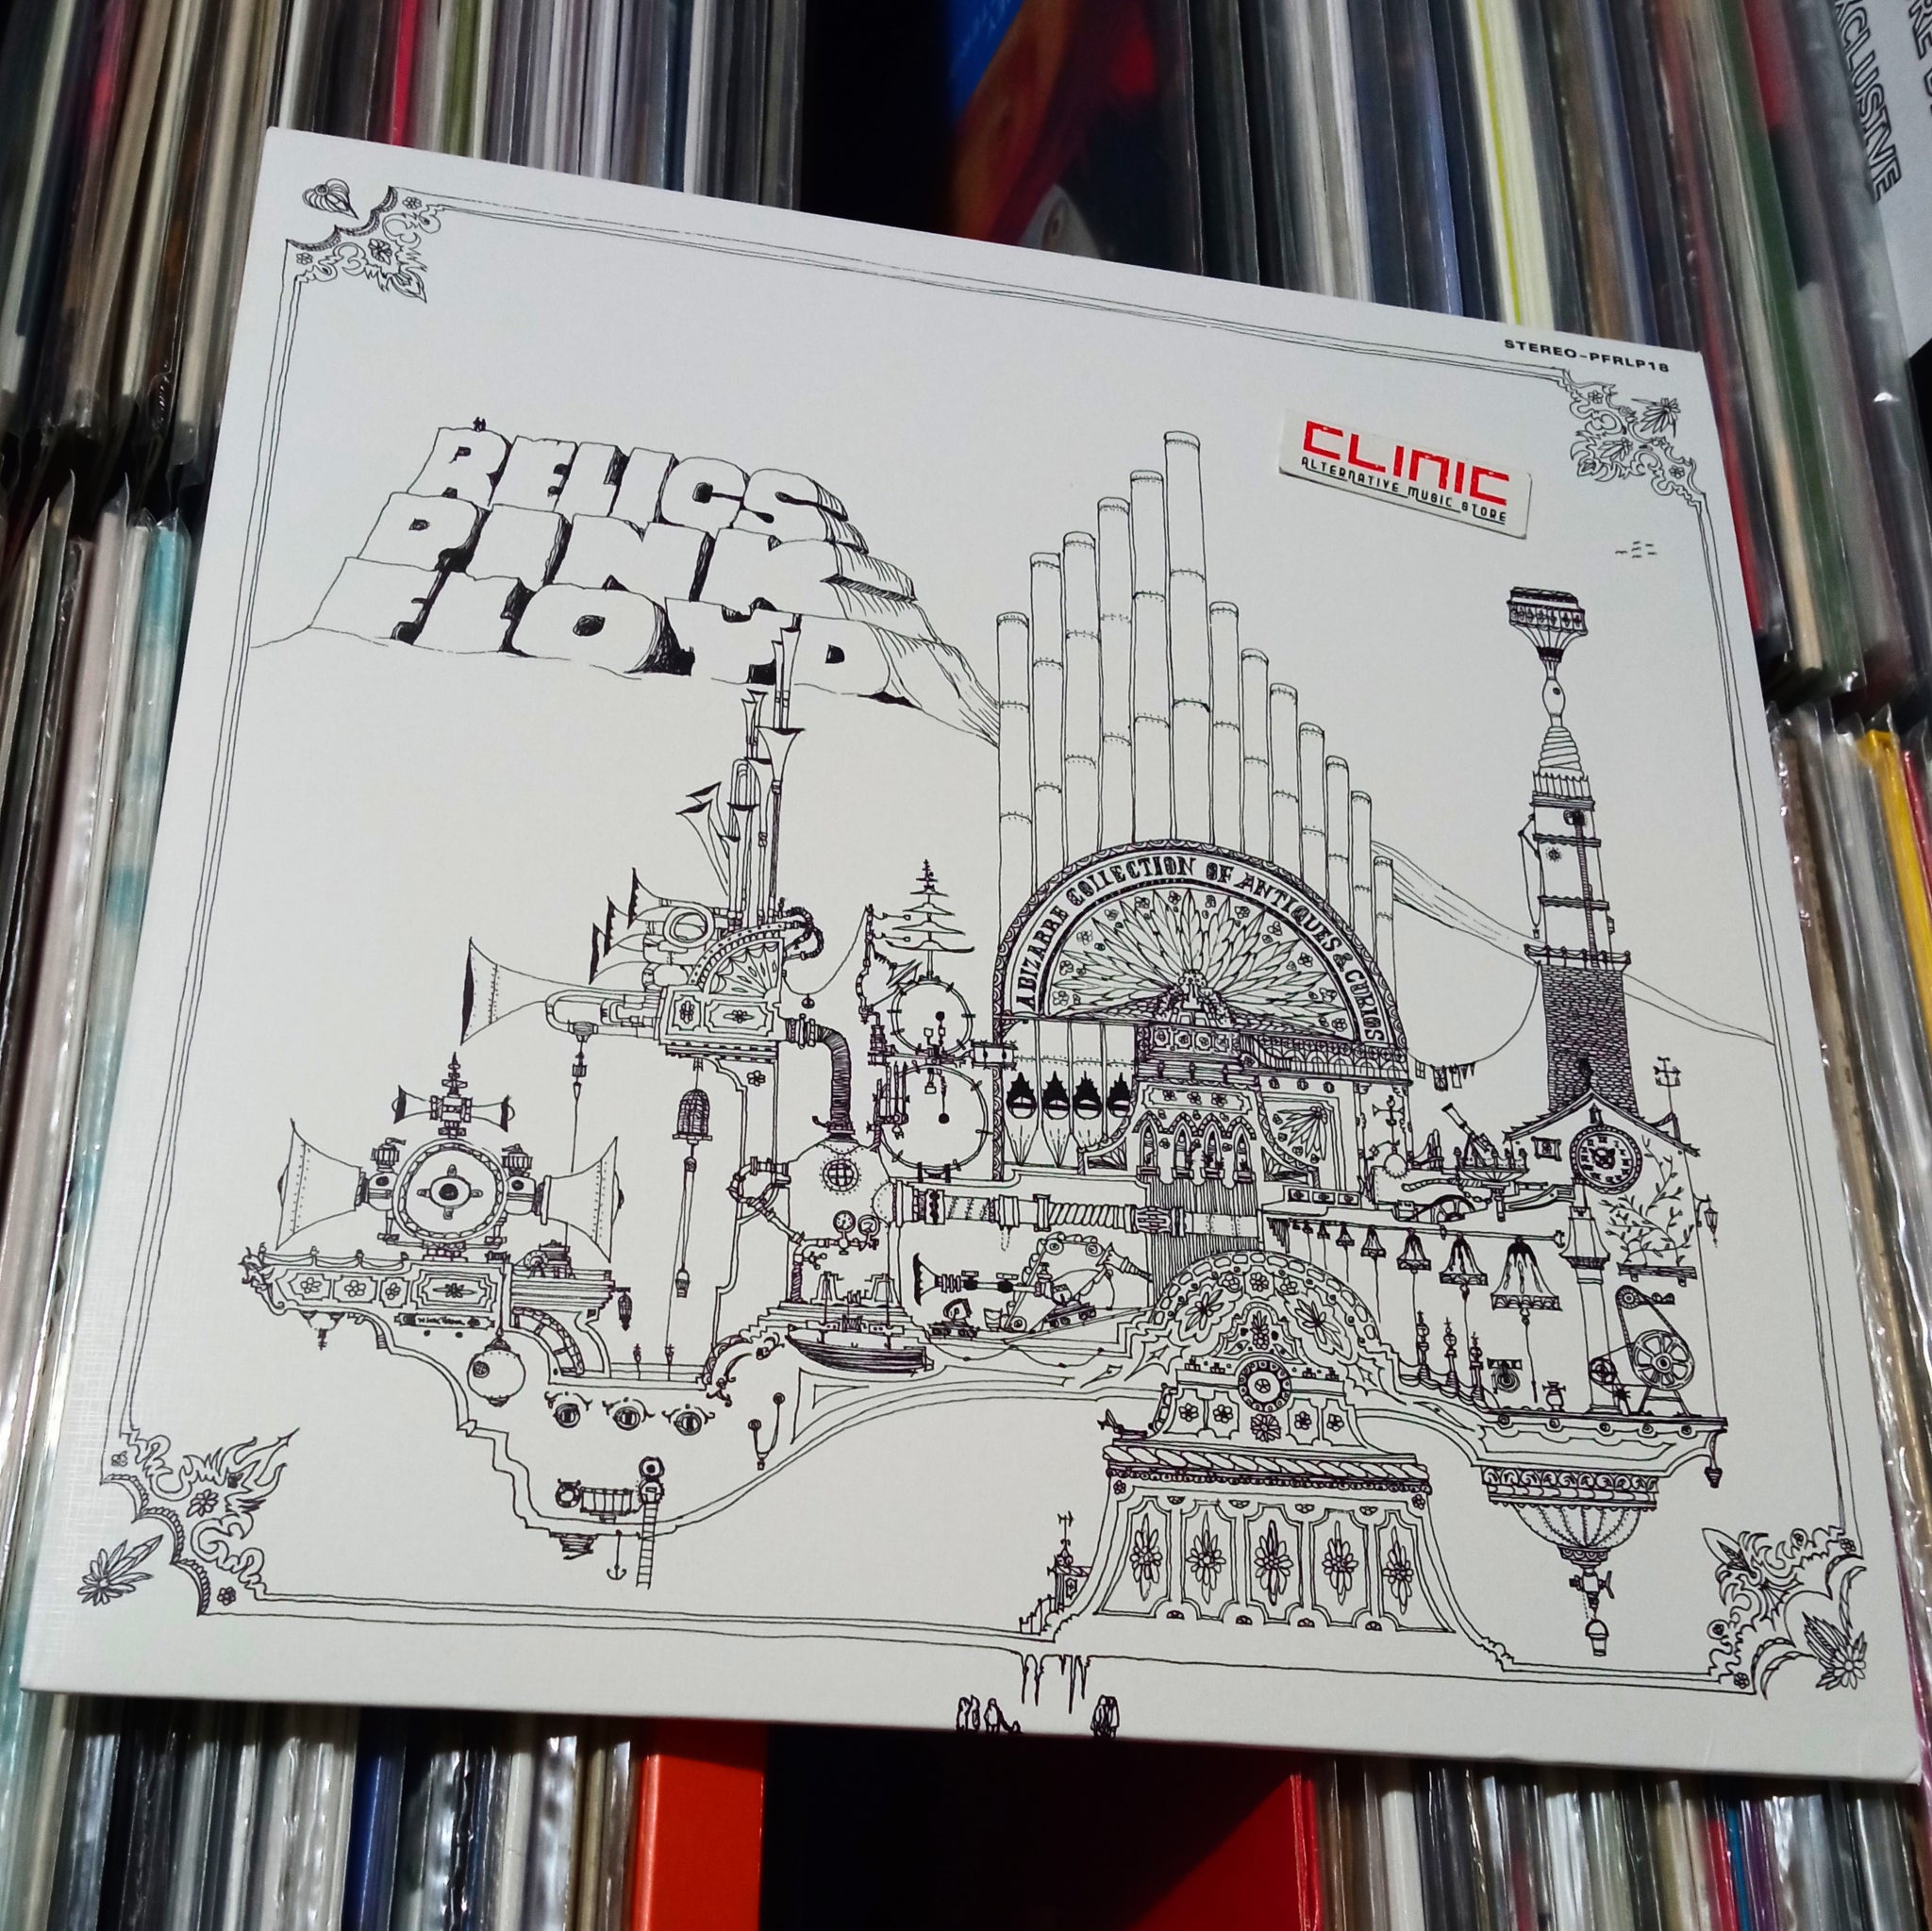 EXCLUSIVE
STEREO-PFRLP18
CLINIC
ALTERNATIVE MUSIC STORE
RELICS
PINK
FLOYD
A BIZARRE COLLECTION OF ANTIQUES & CURIOS